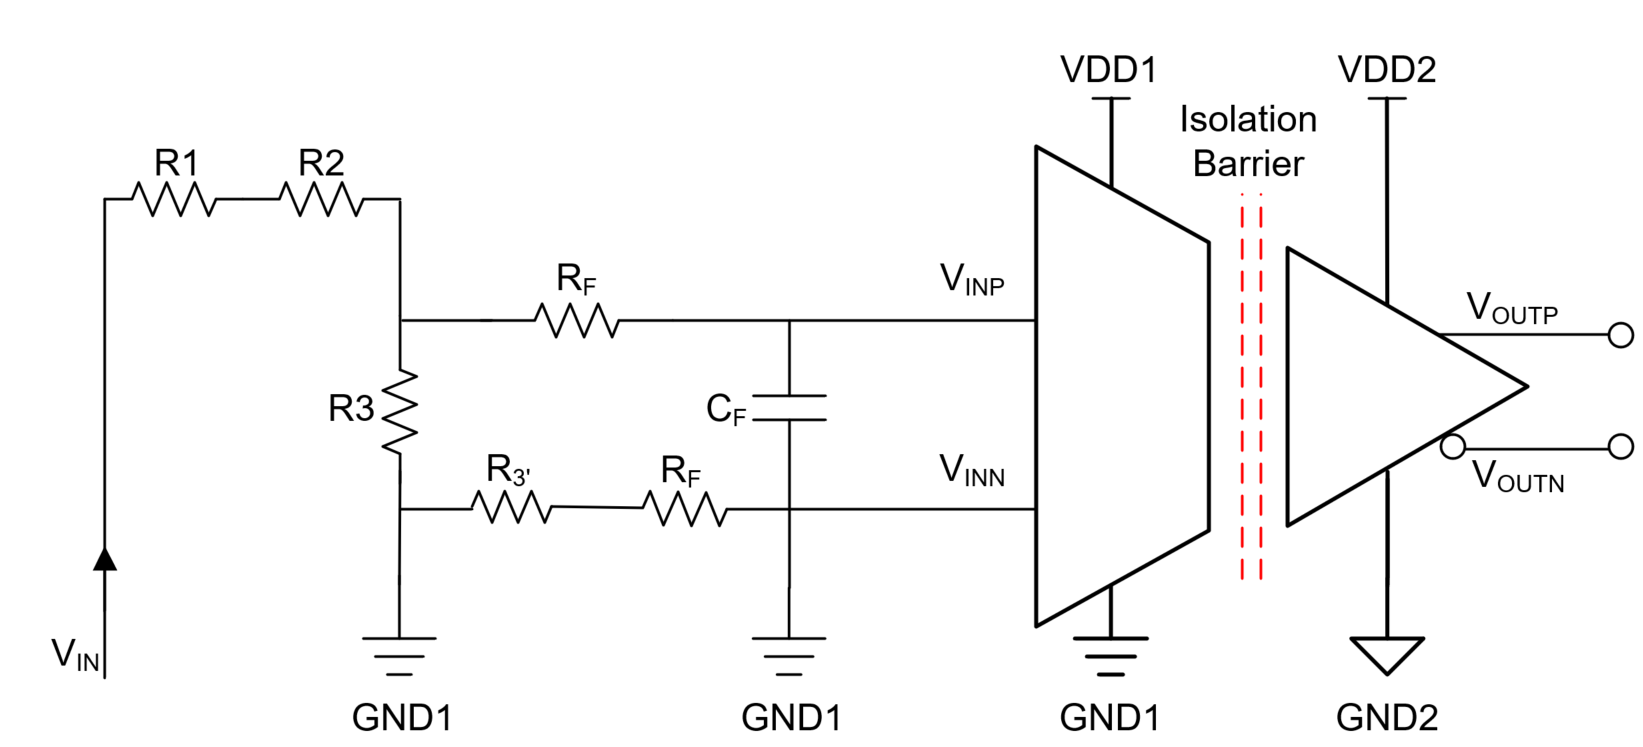 VDD1
VDD2
Isolation
Barrier
R1
R2
RF
VINP
VOUTP
R3
CF
R3'
RF
VINN
VOUTN
VIN
GND1
GND1
GND1
GND2